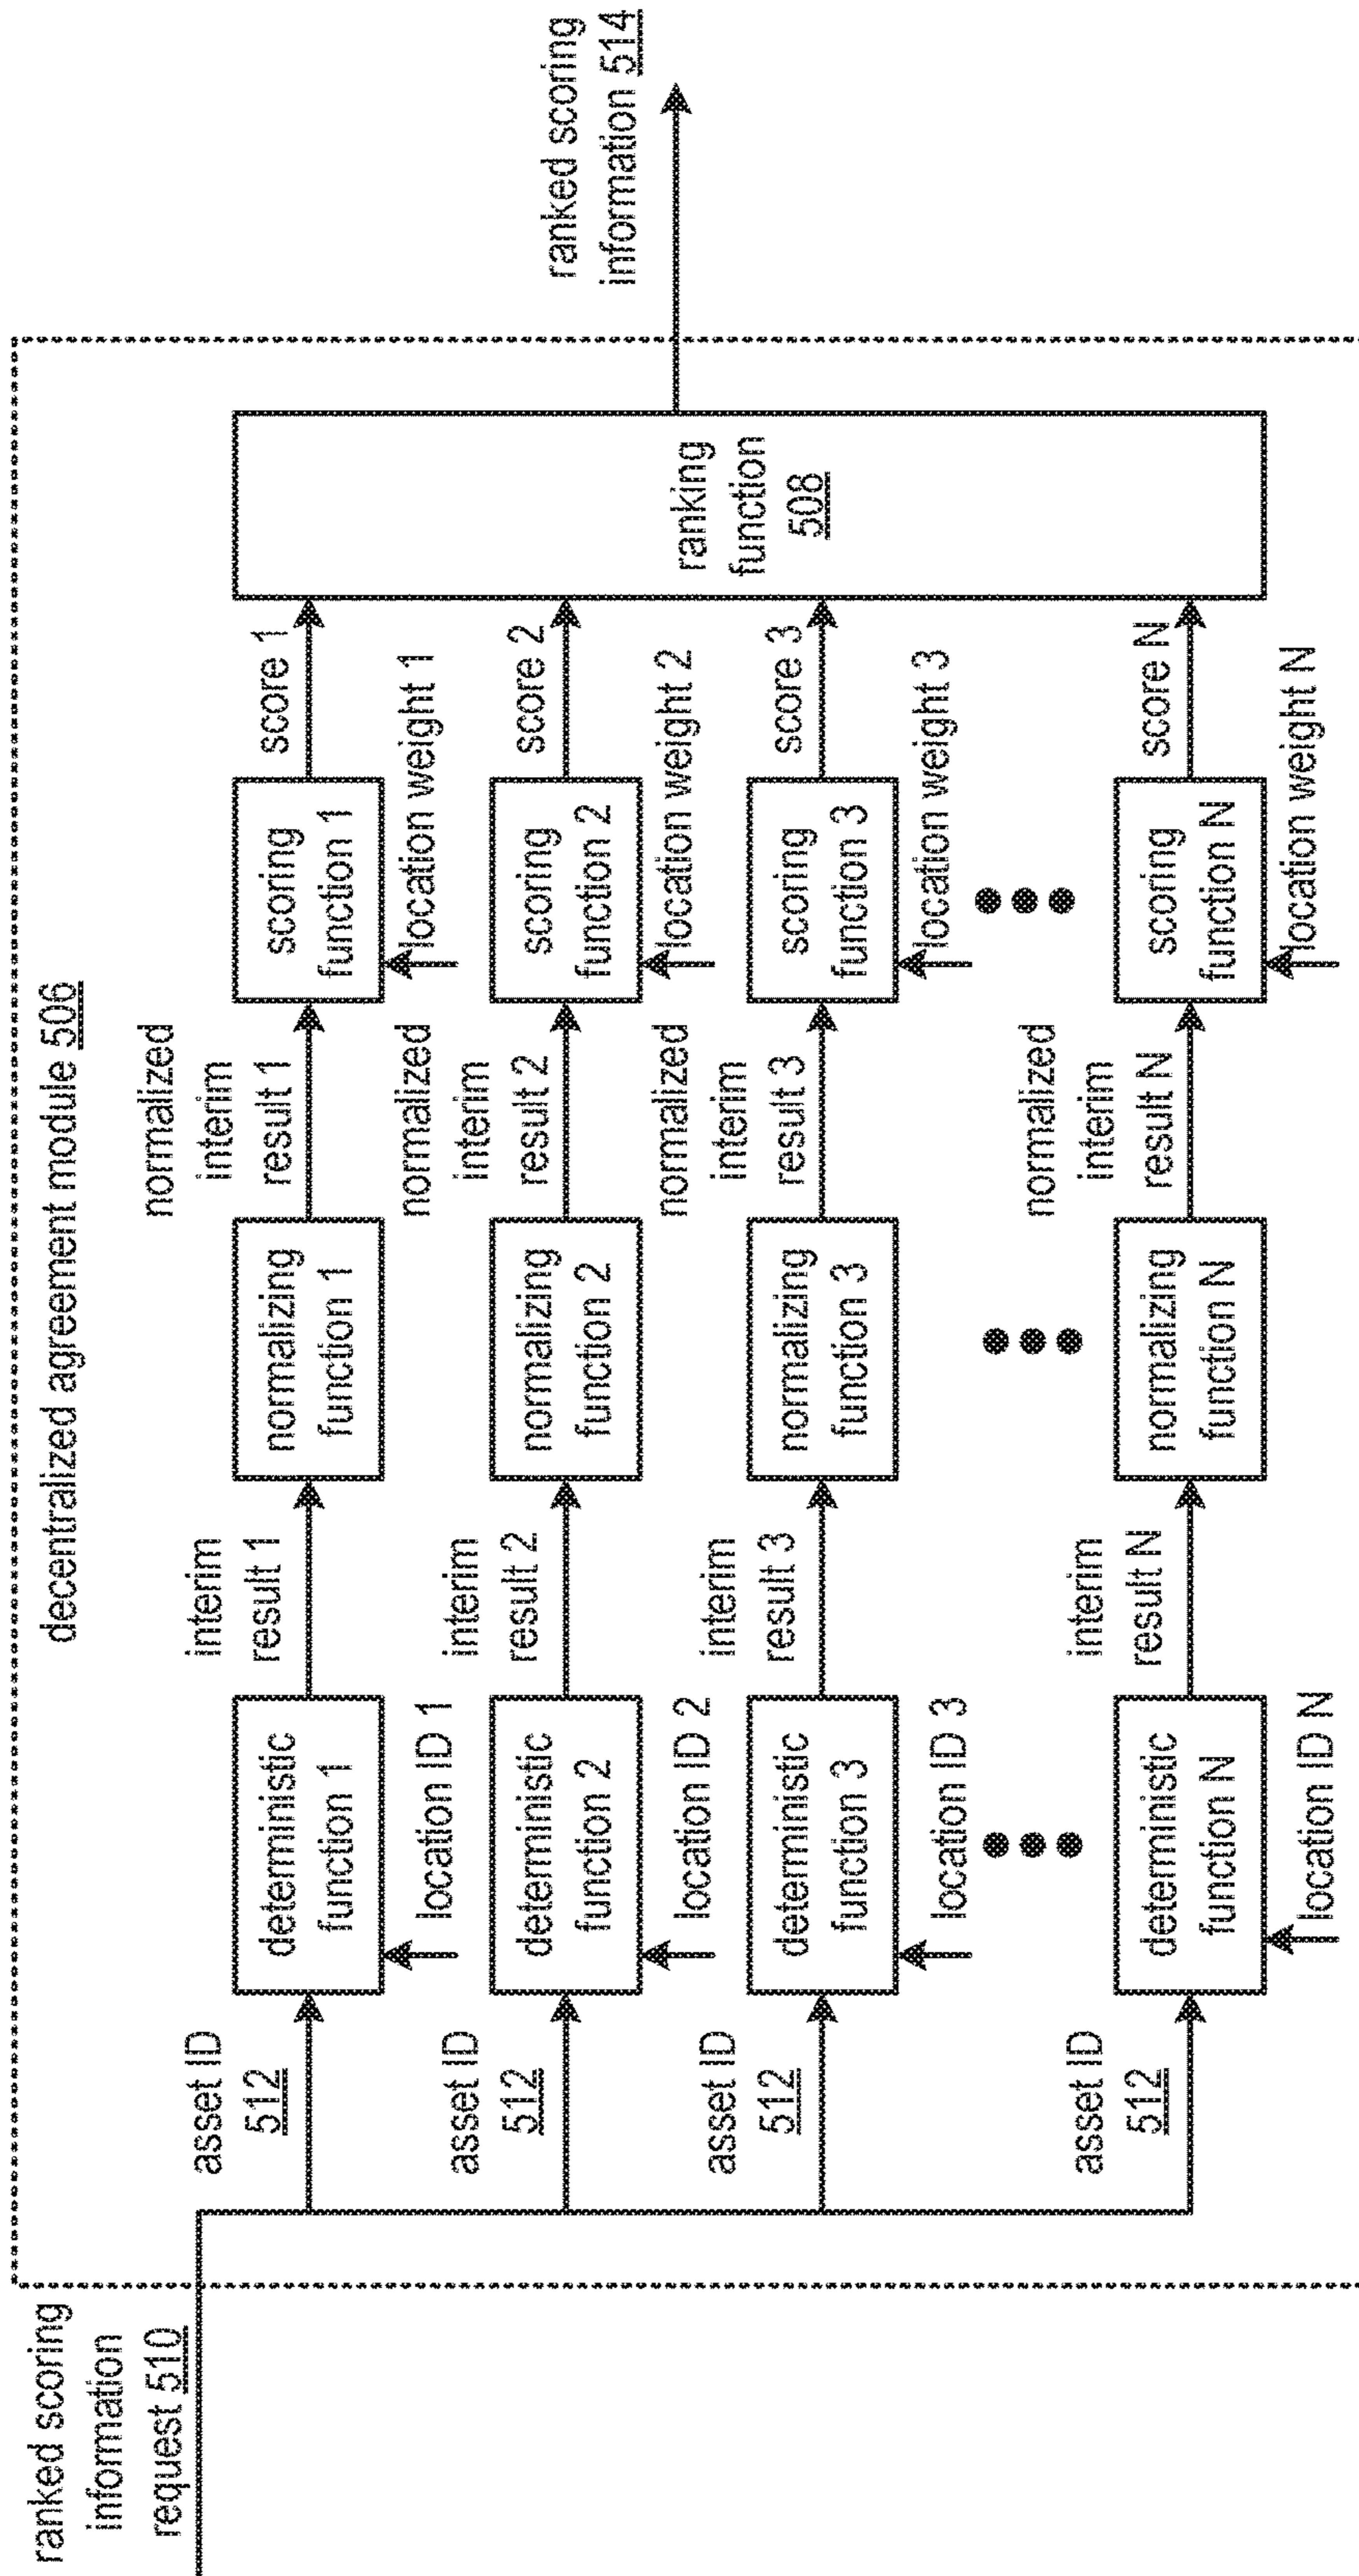 ranked scoring
information
request 510
decentralized agreement module 506
asset ID
512
deterministic
function 1
location ID 1
interim
result 1
normalizing
function 1
normalized
interim
result 1
scoring
function 1
location weight 1
score 1
asset ID
512
deterministic
function 2
location ID 2
interim
result 2
normalizing
function 2
normalized
interim
result 2
scoring
function 2
location weight 2
score 2
asset ID
512
deterministic
function 3
location ID 3
interim
result 3
normalizing
function 3
normalized
interim
result 3
scoring
function 3
location weight 3
score 3
asset ID
512
deterministic
function N
location ID N
interim
result N
normalizing
function N
normalized
interim
result N
scoring
function N
location weight N
score N
ranking
function
508
ranked scoring
information 514